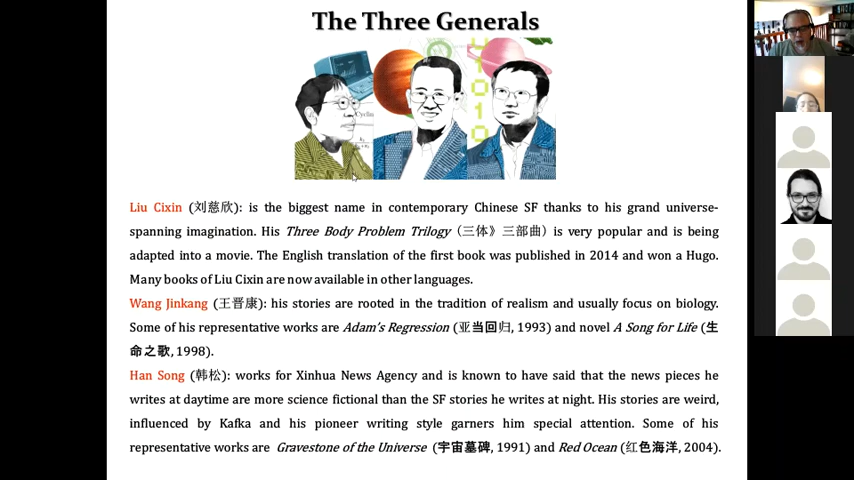 The Three Generals
Liu Cixin (刘慈欣): is the biggest name in contemporary Chinese SF thanks to his grand universe-
spanning imagination. His Three Body Problem Trilogy (三体》三部曲) is very popular and is being
adapted into a movie. The English translation of the first book was published in 2014 and won a Hugo.
Many books of Liu Cixin are now available in other languages.
Wang Jinkang (王晋康): his stories are rooted in the tradition of realism and usually focus on biology.
Some of his representative works are Adam's Regression (亚当回归, 1993) and novel A Song for Life (生
命之歌, 1998).
Han Song (韩松): works for Xinhua News Agency and is known to have said that the news pieces he
writes at daytime are more science fictional than the SF stories he writes at night. His stories are weird,
influenced by Kafka and his pioneer writing style garners him special attention. Some of his
representative works are Gravestone of the Universe (宇宙墓碑, 1991) and Red Ocean (红色海洋, 2004).